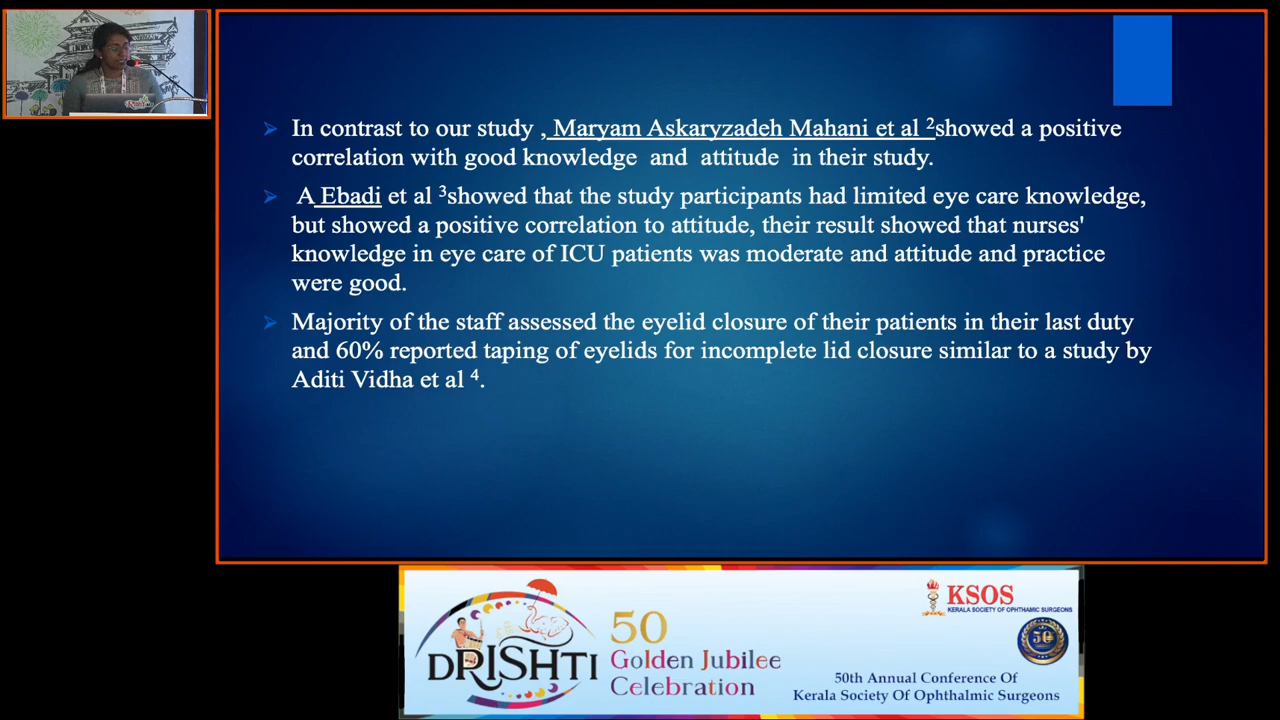 In contrast to our study , Maryam Askaryzadeh Mahani et al 2showed a positive
correlation with good knowledge and attitude in their study.
A Ebadi et al 3showed that the study participants had limited eye care knowledge,
but showed a positive correlation to attitude, their result showed that nurses'
knowledge in eye care of ICU patients was moderate and attitude and practice
were good.
Majority of the staff assessed the eyelid closure of their patients in their last duty
and 60% reported taping of eyelids for incomplete lid closure similar to a study by
Aditi Vidha et al 4.
DRISHTI
50
Golden Jubilee
Celebration
KSOS
KERALA SOCIETY OF OPHTHAMIC SURGEONS
50
50th Annual Conference Of
Kerala Society Of Ophthalmic Surgeons